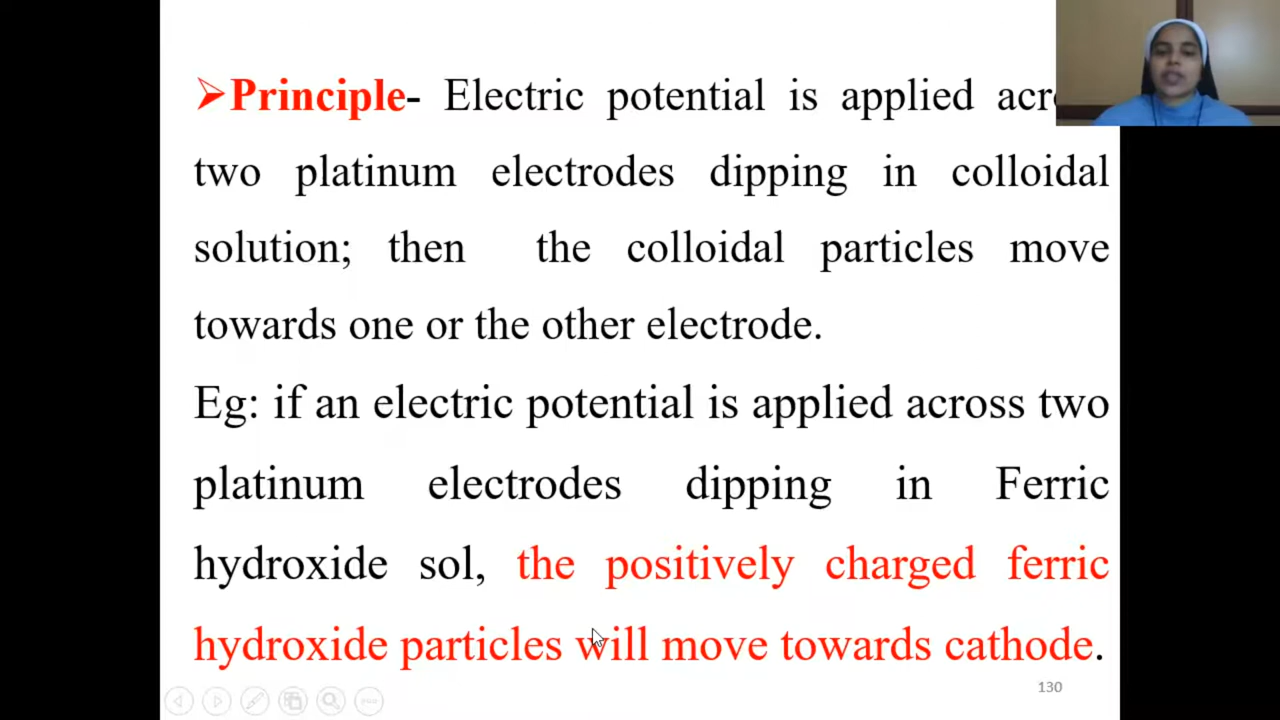 ➢Principle- Electric potential is applied
two platinum electrodes dipping in colloidal
solution; then the colloidal particles move
towards one or the other electrode.
Eg: if an electric potential is applied across two
platinum electrodes dipping in Ferric
hydroxide sol, the positively charged ferric
hydroxide particles will move towards cathode.
130